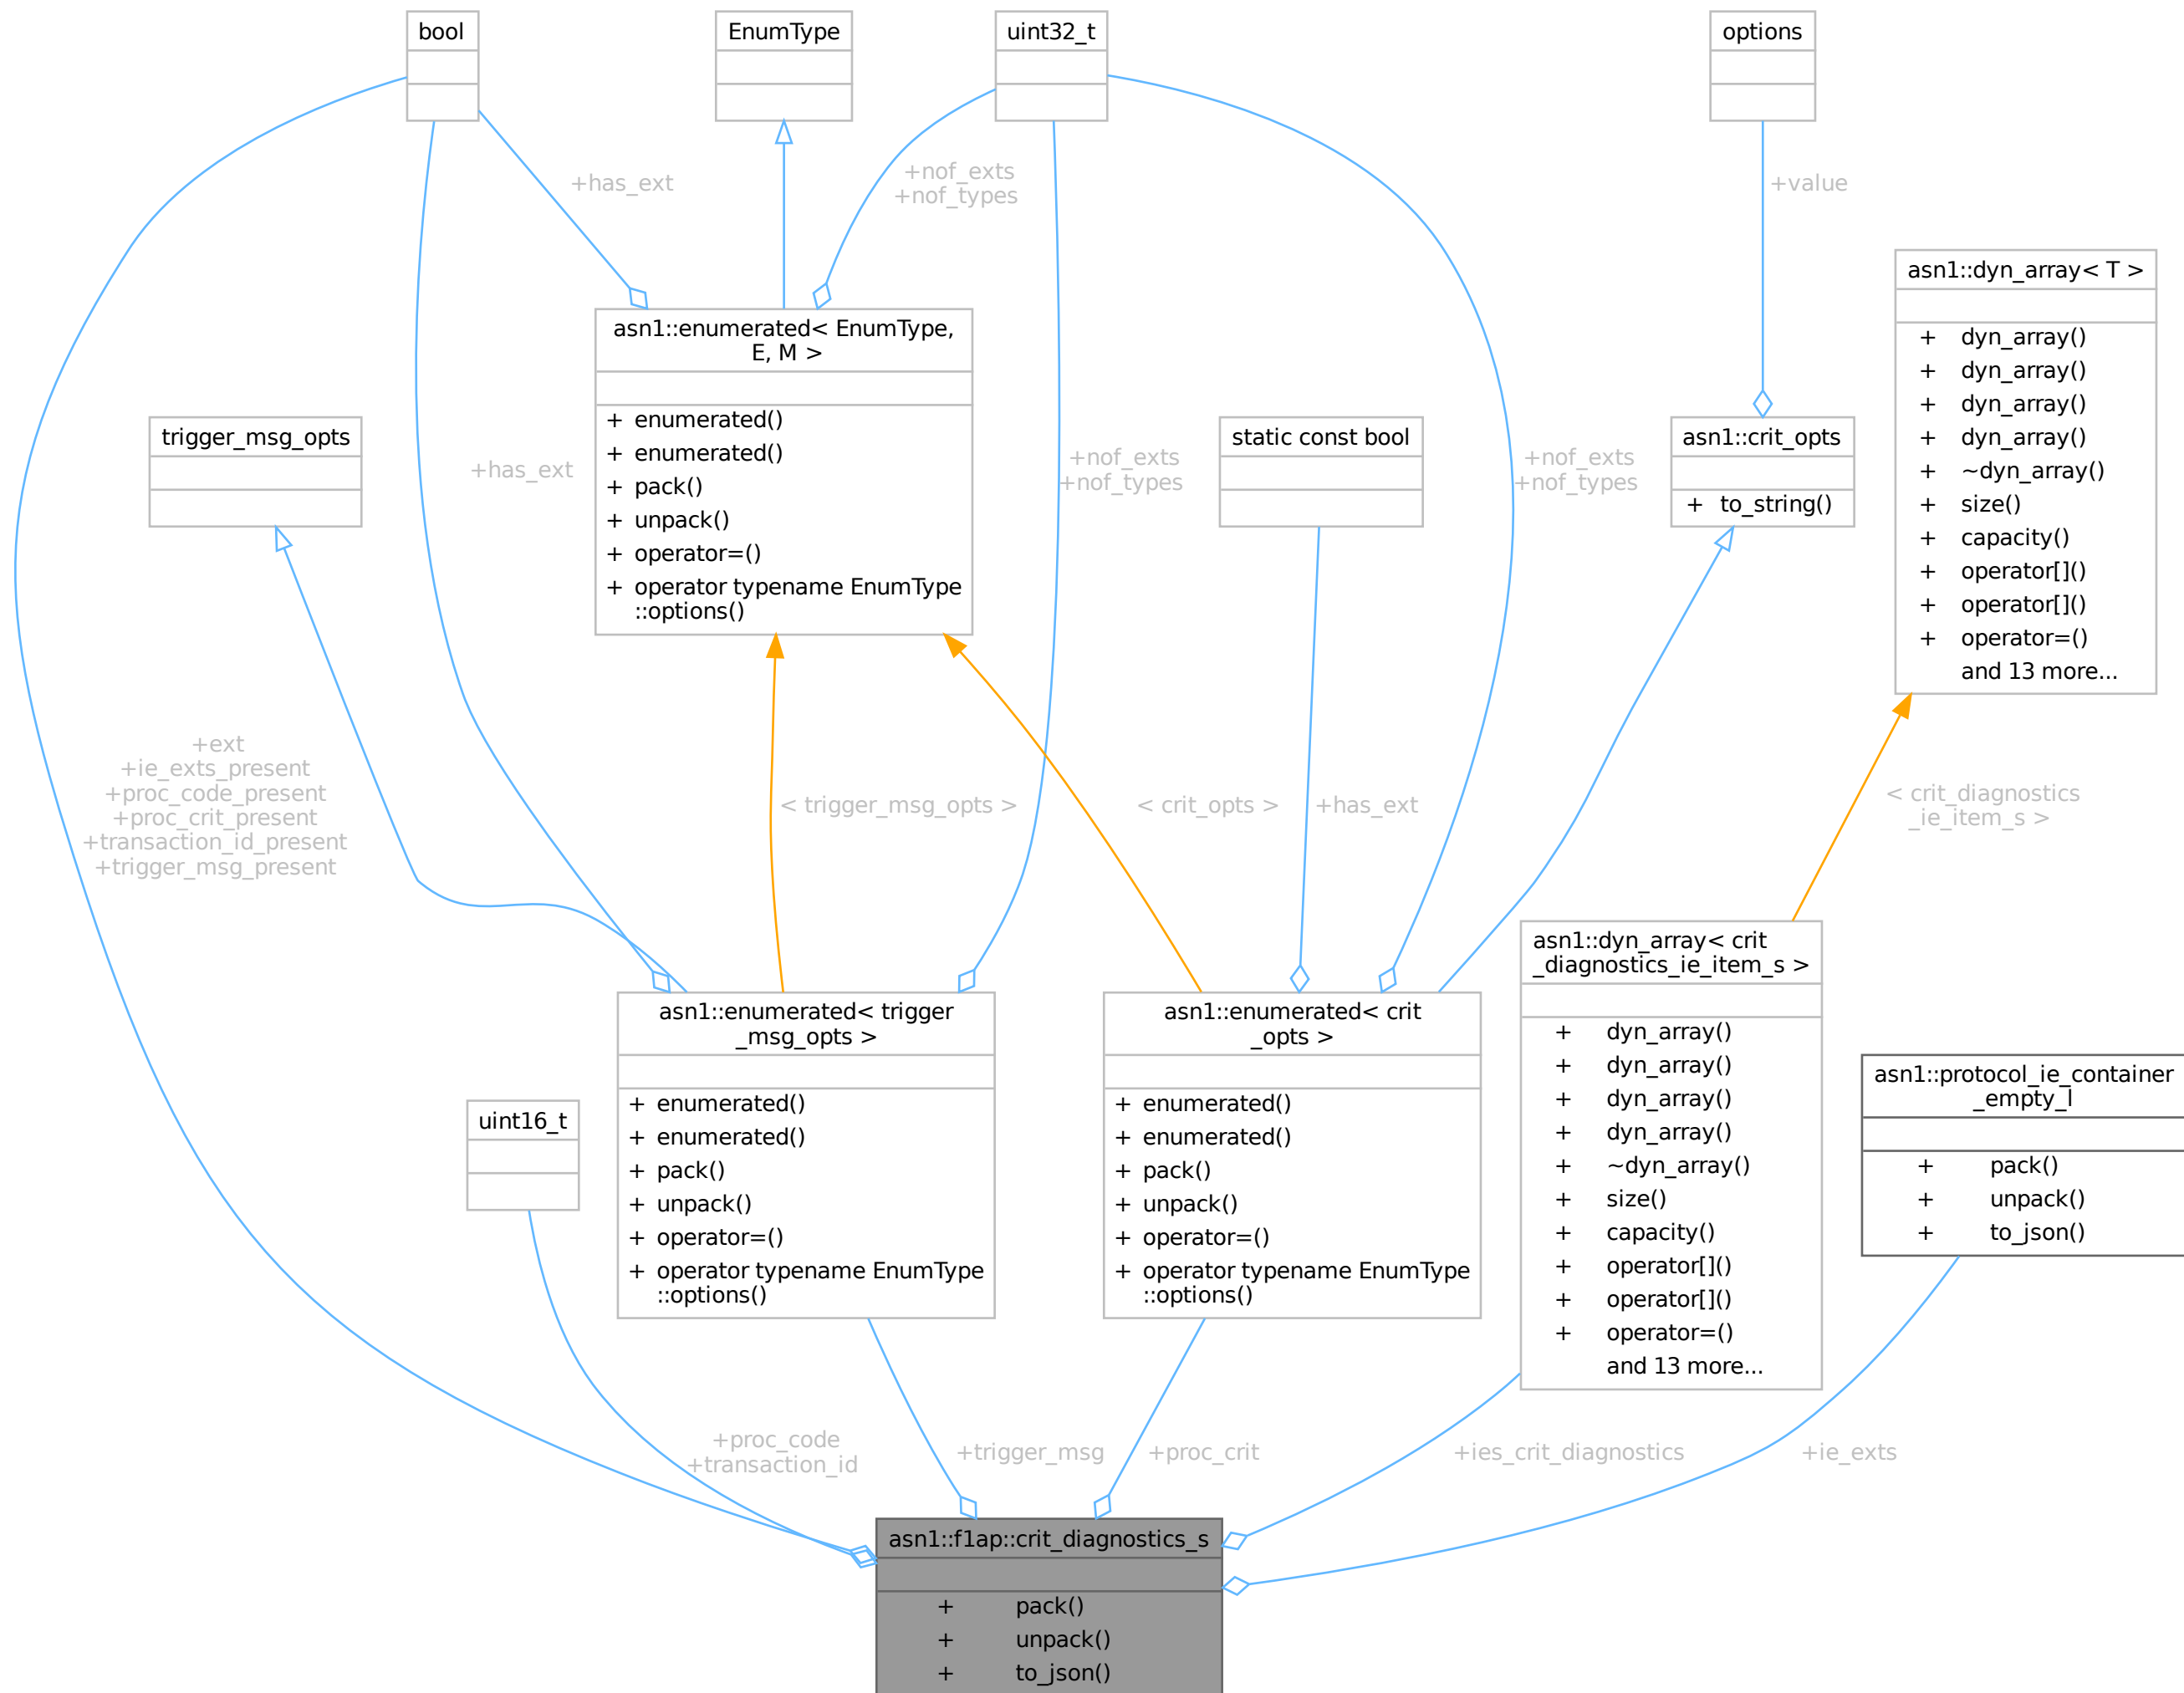 bool
EnumType
uint32_t
options
+has_ext
+nof_exts
+nof_types
+value
asn1::dyn_array< T >
+ dyn_array()
+ dyn_array()
+ dyn_array()
+ dyn_array()
+ ~dyn_array()
+ size()
+ capacity()
+ operator[]()
+ operator[]()
+ operator=()
and 13 more...
asn1::enumerated< EnumType,
E, M >
+ enumerated()
+ enumerated()
+ pack()
+ unpack()
+ operator=()
+ operator typename EnumType
::options()
trigger_msg_opts
+has_ext
+nof_exts
+nof_types
static const bool
+nof_exts
+nof_types
asn1::crit_opts
+ to_string()
+ext
+ie_exts_present
+proc_code_present
+proc_crit_present
+transaction_id_present
+trigger_msg_present
< trigger_msg_opts >
< crit_opts >
+has_ext
< crit_diagnostics
_ie_item_s >
asn1::enumerated< trigger
_msg_opts >
+ enumerated()
+ enumerated()
+ pack()
+ unpack()
+ operator=()
+ operator typename EnumType
::options()
asn1::enumerated< crit
_opts >
+ enumerated()
+ enumerated()
+ pack()
+ unpack()
+ operator=()
+ operator typename EnumType
::options()
asn1::dyn_array< crit
_diagnostics_ie_item_s >
+ dyn_array()
+ dyn_array()
+ dyn_array()
+ dyn_array()
+ ~dyn_array()
+ size()
+ capacity()
+ operator[]()
+ operator[]()
+ operator=()
and 13 more...
asn1::protocol_ie_container
_empty_l
+ pack()
+ unpack()
+ to_json()
uint16_t
+proc_code
+transaction_id
+trigger_msg
+proc_crit
+ies_crit_diagnostics
+ie_exts
asn1::f1ap::crit_diagnostics_s
+ pack()
+ unpack()
+ to_json()